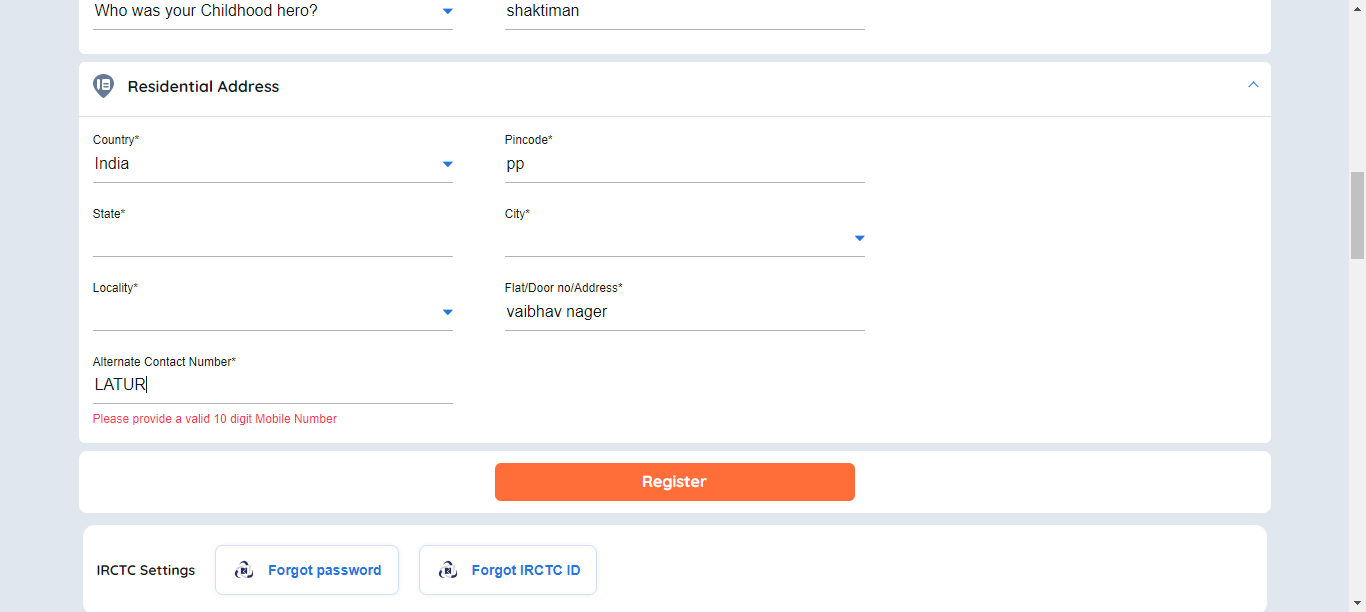 Who was your Childhood hero? shaktiman
Residential Address
Country* Pincode*
India pp
State* City*
Locality* Flat/Door no/Address*
vaibhav nager
Alternate Contact Number*
LATUR
Please provide a valid 10 digit Mobile Number
Register
IRCTC Settings Forgot password Forgot IRCTC ID